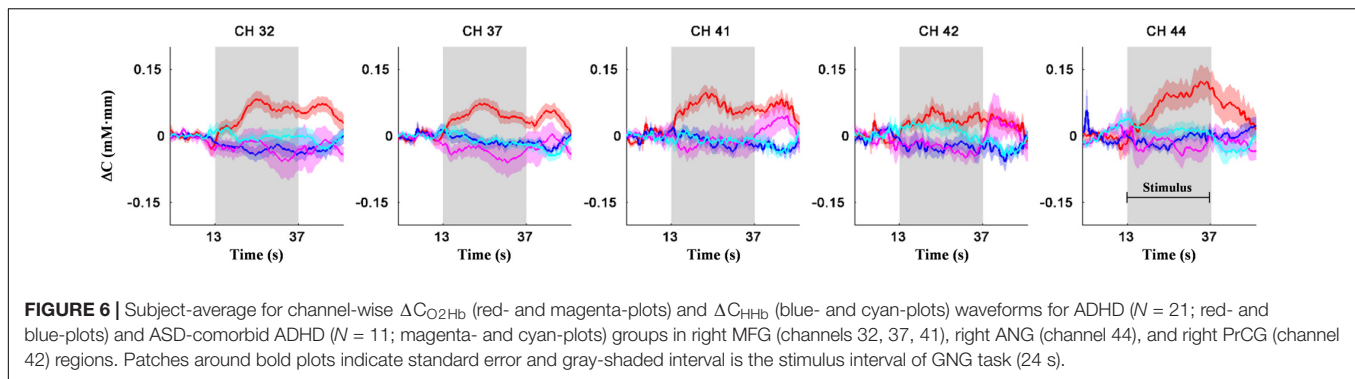 CH 32 CH 37 CH 41 CH 42 CH 44
0.15 0.15 0.15 0.15 0.15
0 0 0 0 0
-0.15 -0.15 -0.15 -0.15 -0.15
ΔC (mM·mm)
Stimulus
13 37 13 37 13 37 13 37 13 37
Time (s) Time (s) Time (s) Time (s) Time (s)
FIGURE 6 | Subject-average for channel-wise ΔC_O2Hb (red- and magenta-plots) and ΔC_HHb (blue- and cyan-plots) waveforms for ADHD (N = 21; red- and
blue-plots) and ASD-comorbid ADHD (N = 11; magenta- and cyan-plots) groups in right MFG (channels 32, 37, 41), right ANG (channel 44), and right PrCG (channel
42) regions. Patches around bold plots indicate standard error and gray-shaded interval is the stimulus interval of GNG task (24 s).